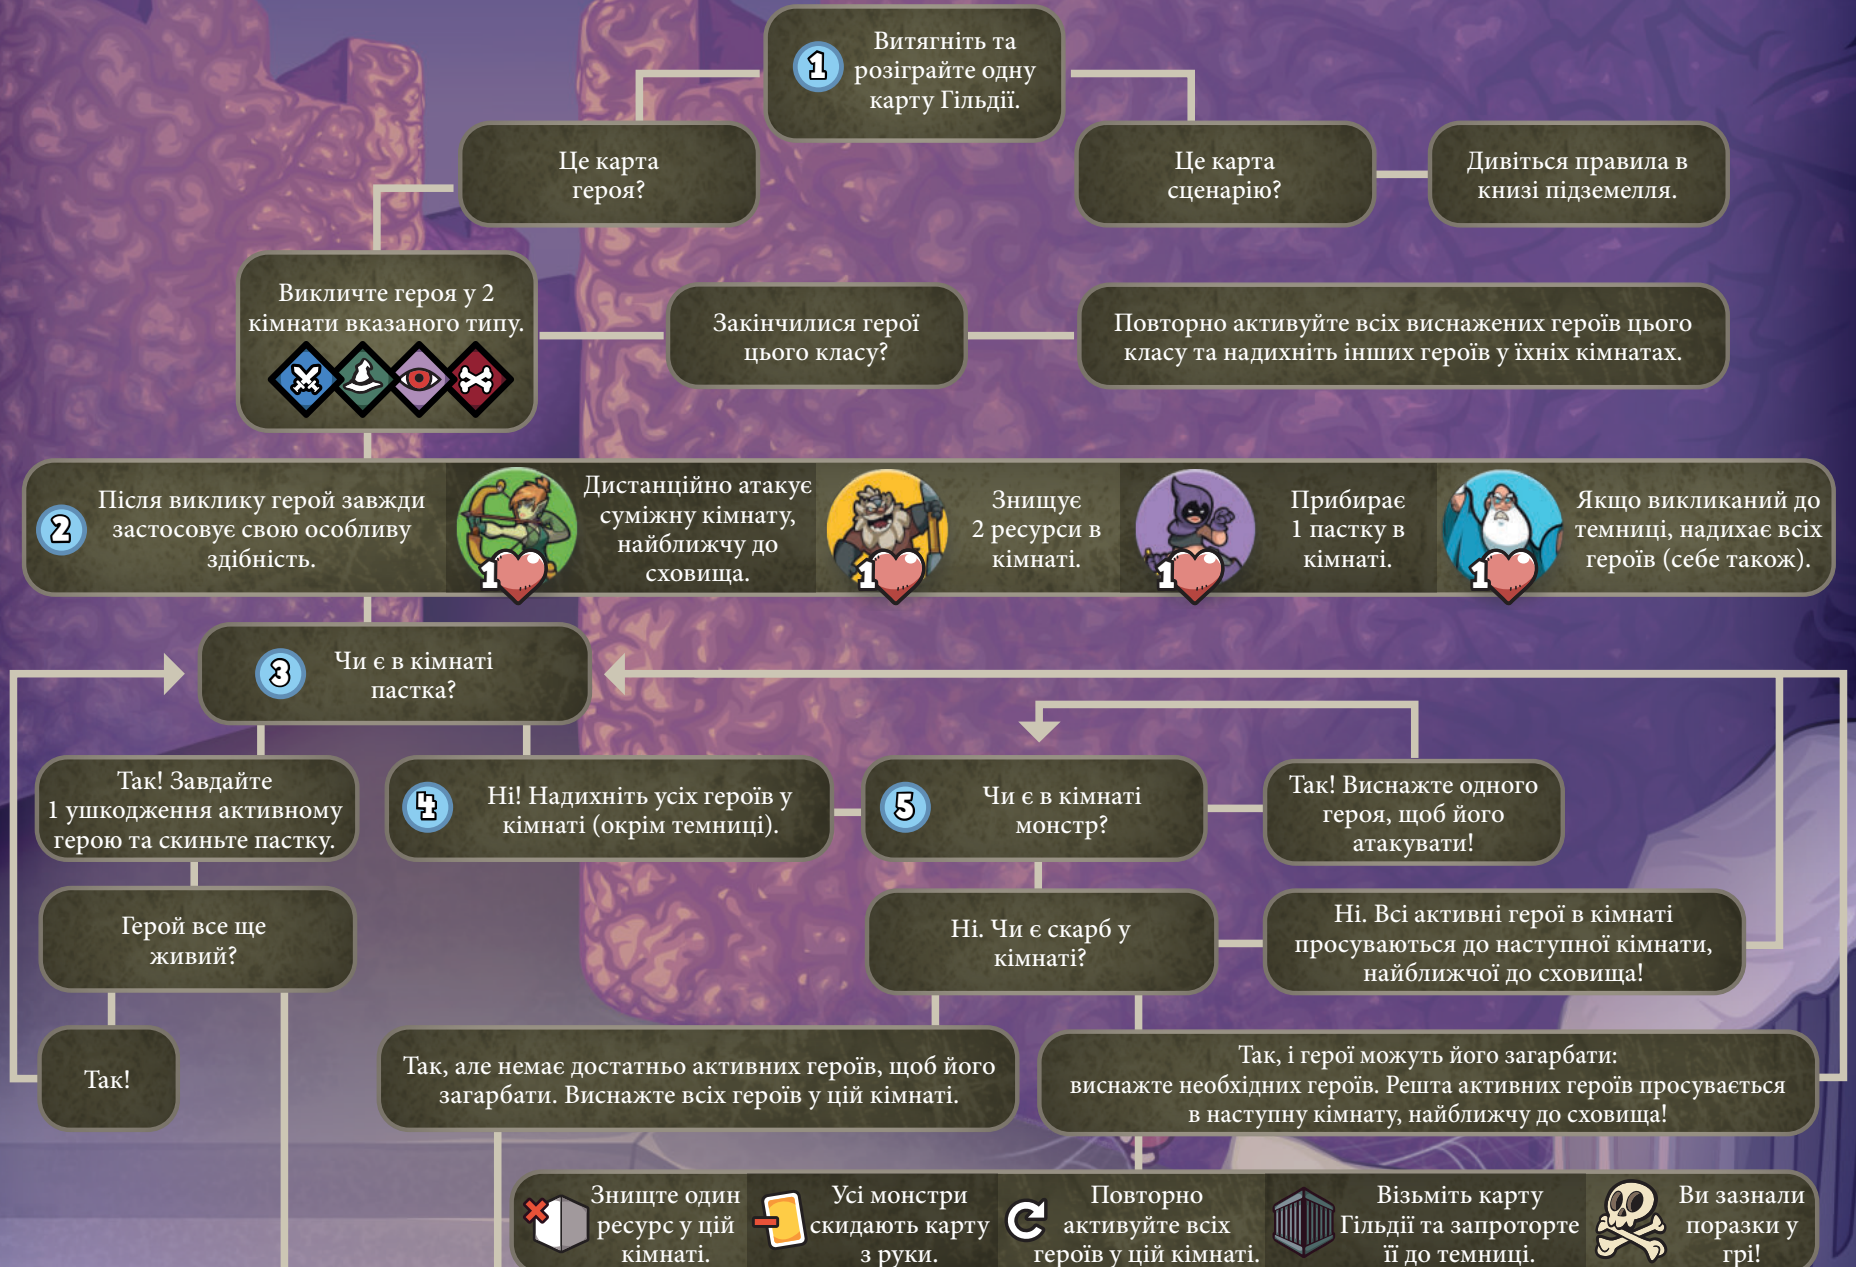 1
Витягніть та
розіграйте одну
карту Гільдії.
Це карта
героя?
Це карта
сценарію?
Дивіться правила в
книзі підземелля.
Викличте героя у 2
кімнати вказаного типу.
Закінчилися герої
цього класу?
Повторно активуйте всіх виснажених героїв цього
класу та надихніть інших героїв у їхніх кімнатах.
2
Після виклику герой завжди
застосовує свою особливу
здібність.
1
Дистанційно атакує
суміжну кімнату,
найближчу до
сховища.
1
Знищує
2 ресурси в
кімнаті.
1
Прибирає
1 пастку в
кімнаті.
1
Якщо викликаний до
темниці, надихає всіх
героїв (себе також).
3
Чи є в кімнаті
пастка?
Так! Завдайте
1 ушкодження активному
герою та скиньте пастку.
4
Ні! Надихніть усіх героїв у
кімнаті (окрім темниці).
5
Чи є в кімнаті
монстр?
Так! Виснажте одного
героя, щоб його
атакувати!
Герой все ще
живий?
Ні. Чи є скарб у
кімнаті?
Ні. Всі активні герої в кімнаті
просуваються до наступної кімнати,
найближчої до сховища!
Так!
Так, але немає достатньо активних героїв, щоб його
загарбати. Виснажте всіх героїв у цій кімнаті.
Так, і герої можуть його загарбати:
виснажте необхідних героїв. Решта активних героїв просувається
в наступну кімнату, найближчу до сховища!
Знищте один
ресурс у цій
кімнаті.
Усі монстри
скидають карту
з руки.
Повторно
активуйте всіх
героїв у цій кімнаті.
Візьміть карту
Гільдії та запроторте
її до темниці.
Ви зазнали
поразки у
грі!